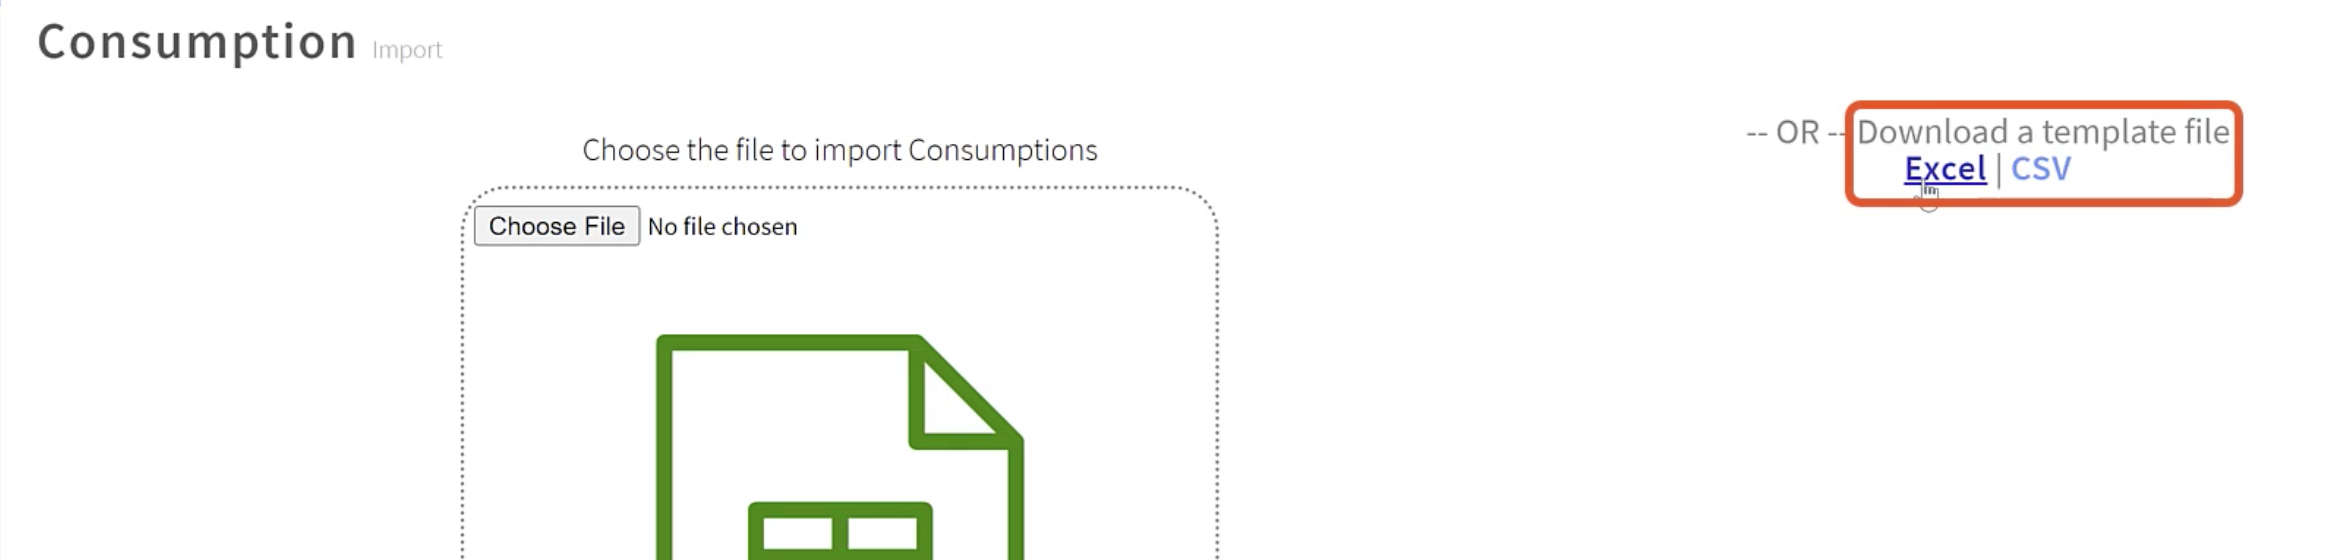 Consumption Import
-- OR -- Download a template file
Excel | CSV
Choose the file to import Consumptions
Choose File No file chosen